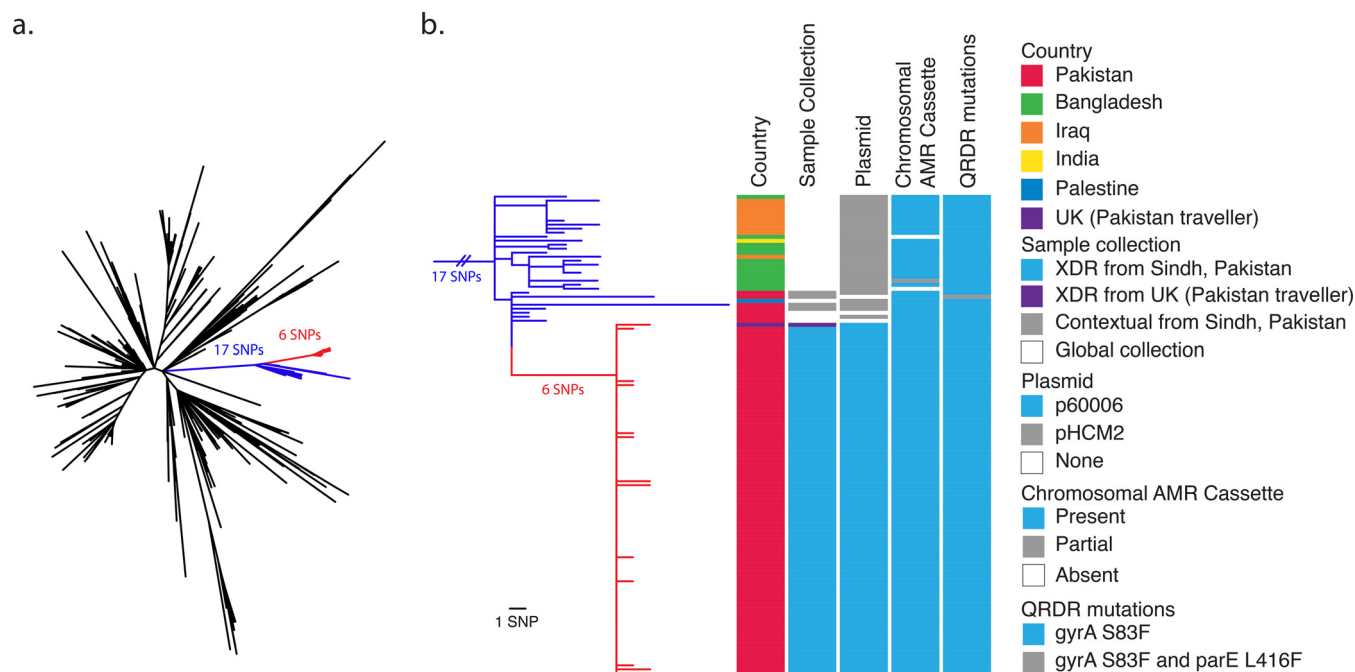 a.
17 SNPs
6 SNPs
b.
17 SNPs
6 SNPs
1 SNP
Country
Sample Collection
Plasmid
Chromosomal
AMR Cassette
QRDR mutations
Country
Pakistan
Bangladesh
Iraq
India
Palestine
UK (Pakistan traveller)
Sample collection
XDR from Sindh, Pakistan
XDR from UK (Pakistan traveller)
Contextual from Sindh, Pakistan
Global collection
Plasmid
p60006
pHCM2
None
Chromosomal AMR Cassette
Present
Partial
Absent
QRDR mutations
gyrA S83F
gyrA S83F and parE L416F